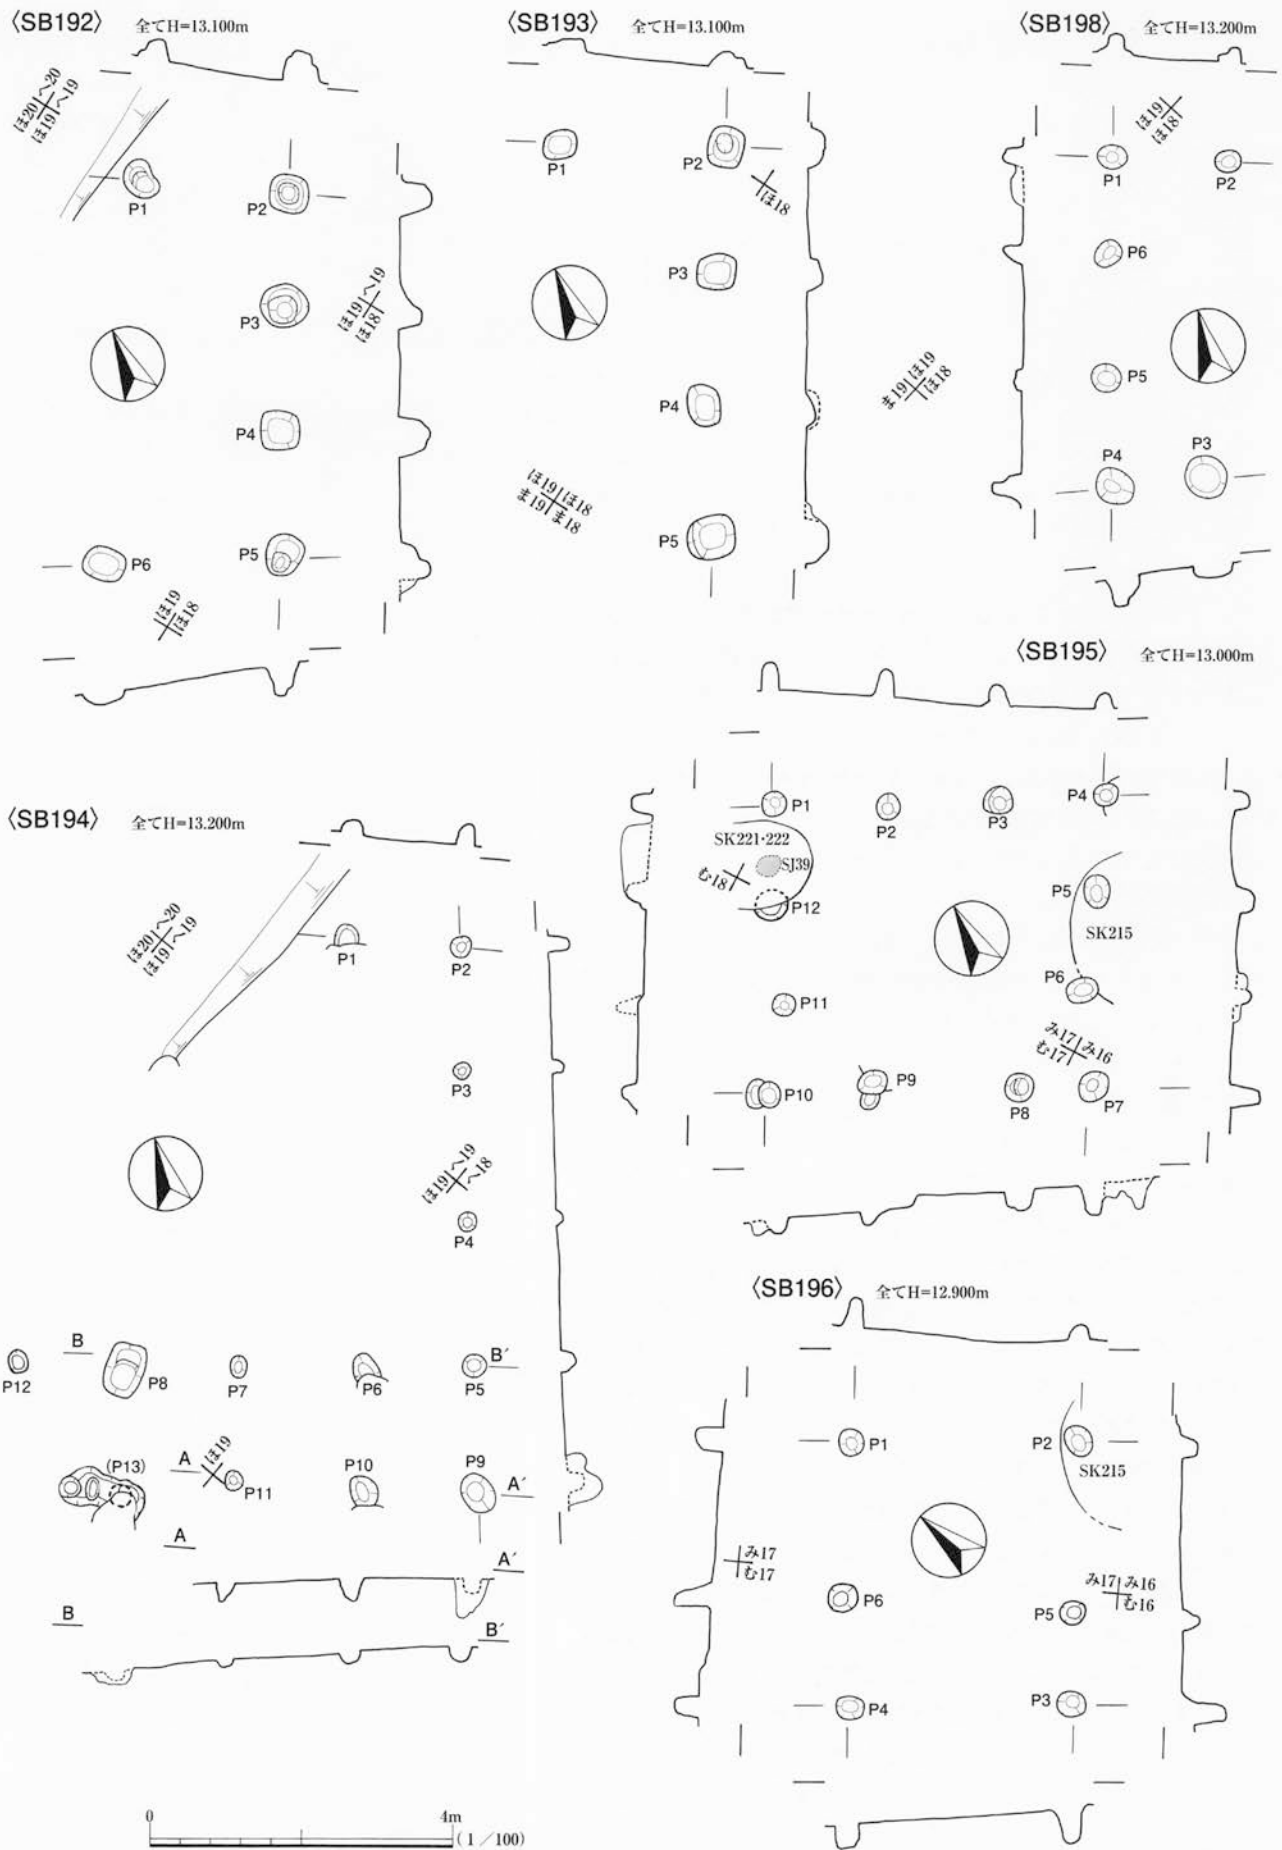 〈SB192〉 全てH=13.100m
ほ20 へ20
ほ19 へ19
P1
P2
P3
ほ19 へ19
ほ18
P4
P5
P6
ほ19
ほ18
〈SB193〉 全てH=13.100m
P1
P2
ほ18
P3
P4
ほ19 ほ18
ま19 ま18
P5
〈SB198〉 全てH=13.200m
ほ19
ほ18
P1
P2
P6
ま19 ほ19
ほ18
P5
P4
P3
〈SB194〉 全てH=13.200m
ほ20 へ20
ほ19 へ19
P1
P2
P3
ほ19 へ19
へ18
P4
B
B´
P12
P8
P7
P6
P5
(P13)
A
ほ19
P11
P10
P9
A´
A
A´
B
B´
〈SB195〉 全てH=13.000m
P1
P2
P3
P4
SK221・222
SJ39
む18
P12
P5
SK215
P6
P11
み17 み16
む17
P10
P9
P8
P7
〈SB196〉 全てH=12.900m
P1
P2
SK215
み17
む17
み17 み16
む16
P6
P5
P4
P3
0 4m
(1／100)